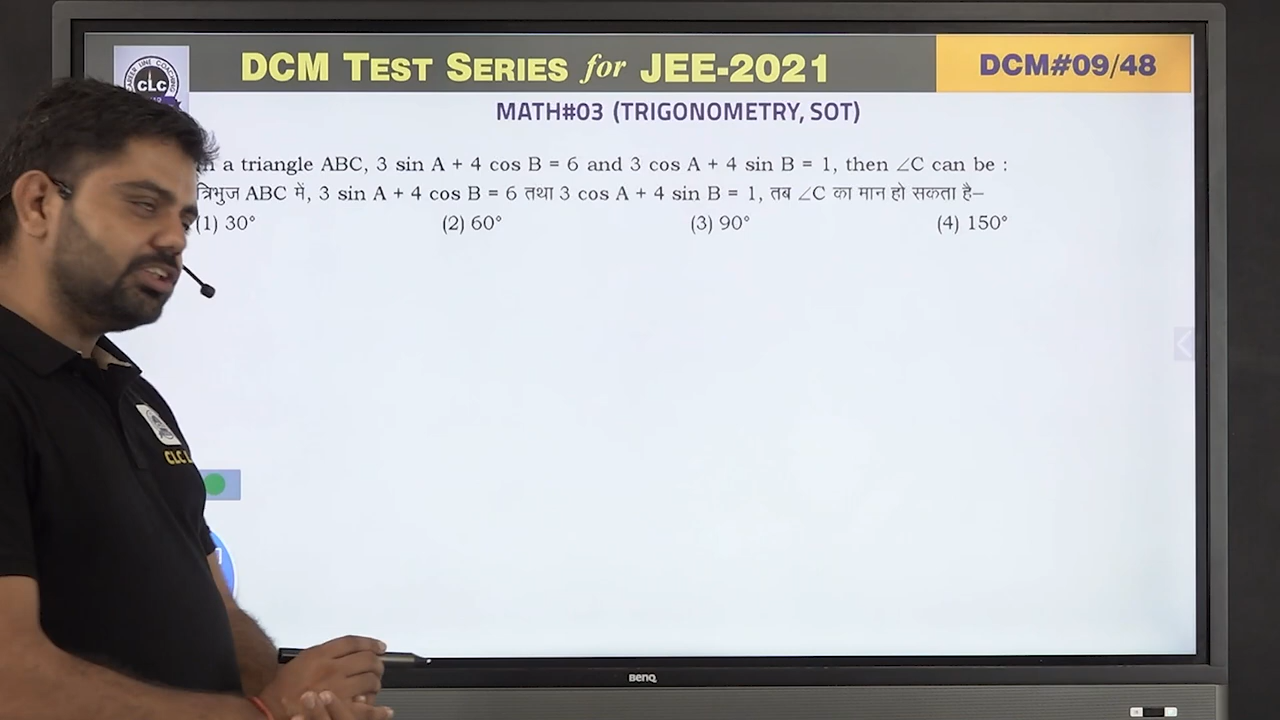 DCM TEST SERIES for JEE-2021
DCM#09/48
CLC
MATH#03 (TRIGONOMETRY, SOT)
a triangle ABC, 3 sin A + 4 cos B = 6 and 3 cos A + 4 sin B = 1, then ∠C can be :
त्रिभुज ABC में, 3 sin A + 4 cos B = 6 तथा 3 cos A + 4 sin B = 1, तब ∠C का मान हो सकता है–
(1) 30° (2) 60° (3) 90° (4) 150°
CLC
BenQ